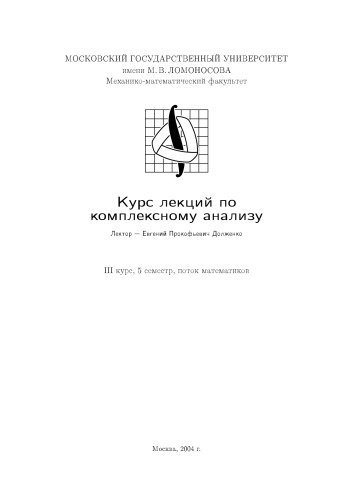 МОСКОВСКИЙ ГОСУДАРСТВЕННЫЙ УНИВЕРСИТЕТ
имени М. В. ЛОМОНОСОВА
Механико-математический факультет
Курс лекций по
комплексному анализу
Лектор — Евгений Прокофьевич Долженко
III курс, 5 семестр, поток математиков
Москва, 2004 г.